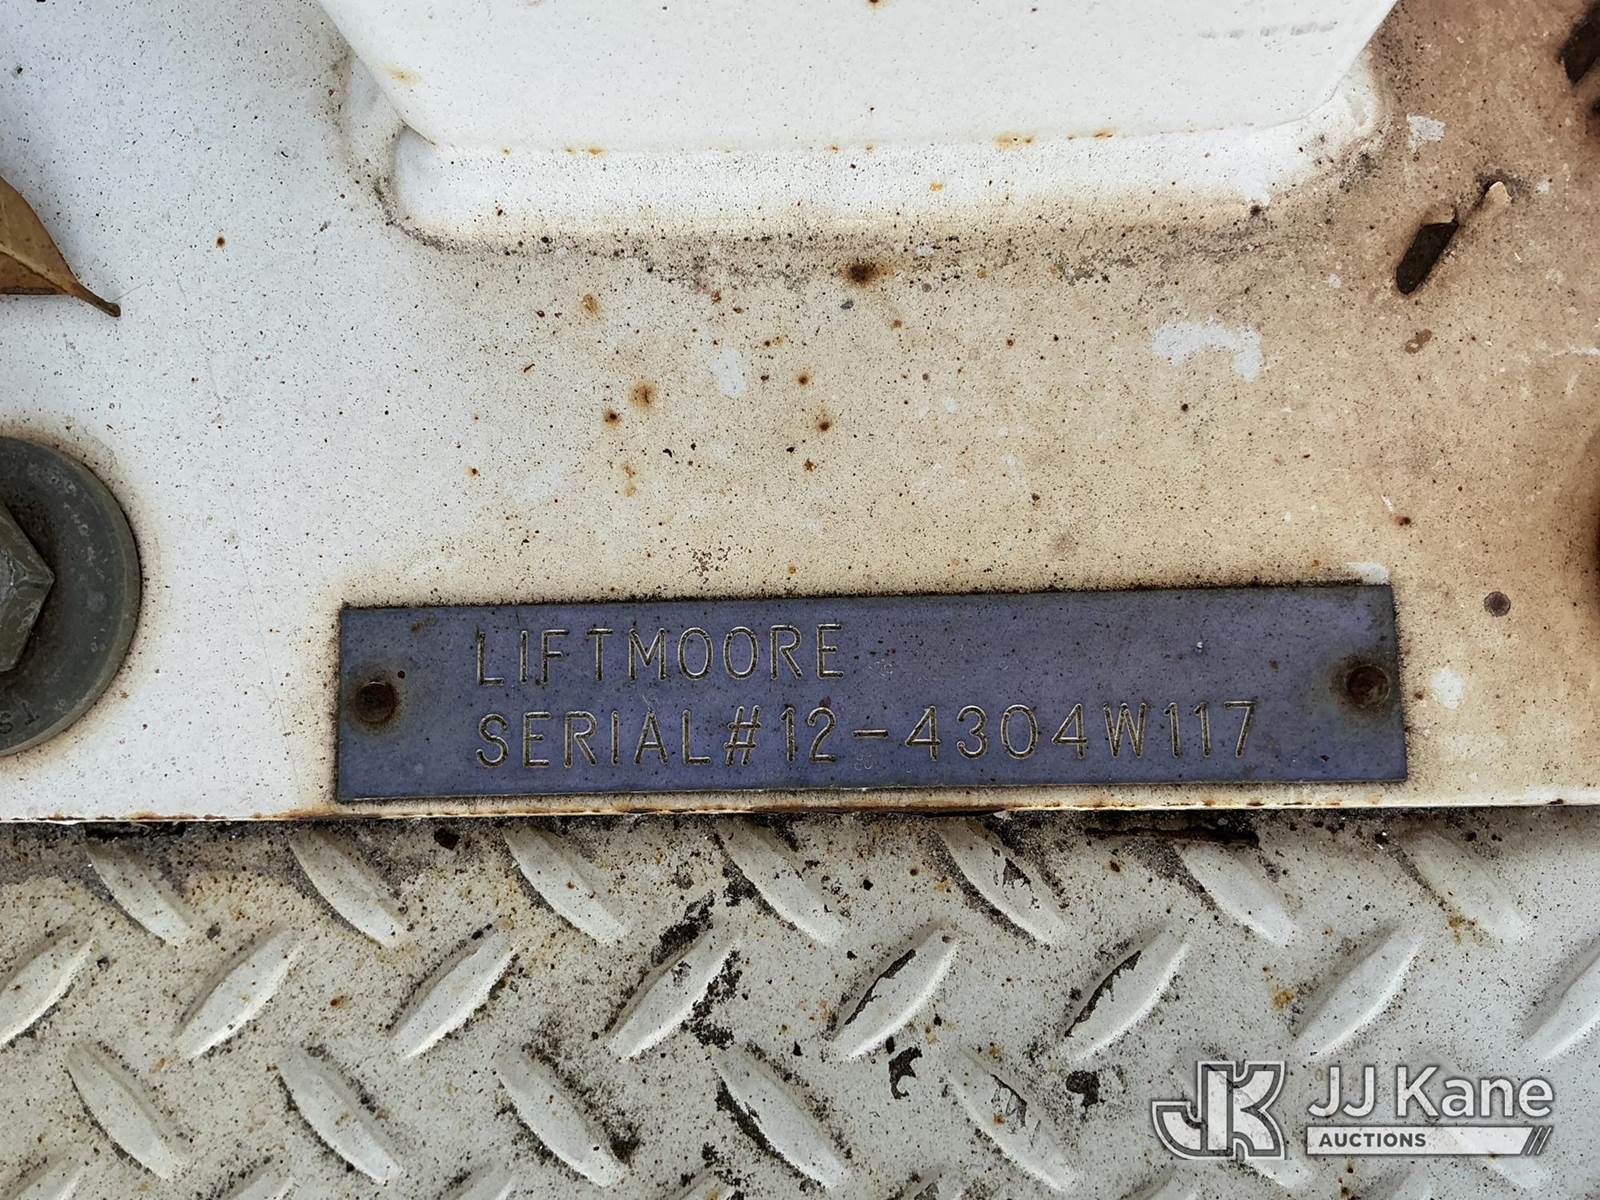 LIFTMOORE
SERIAL#12-4304W117
JJ Kane
AUCTIONS